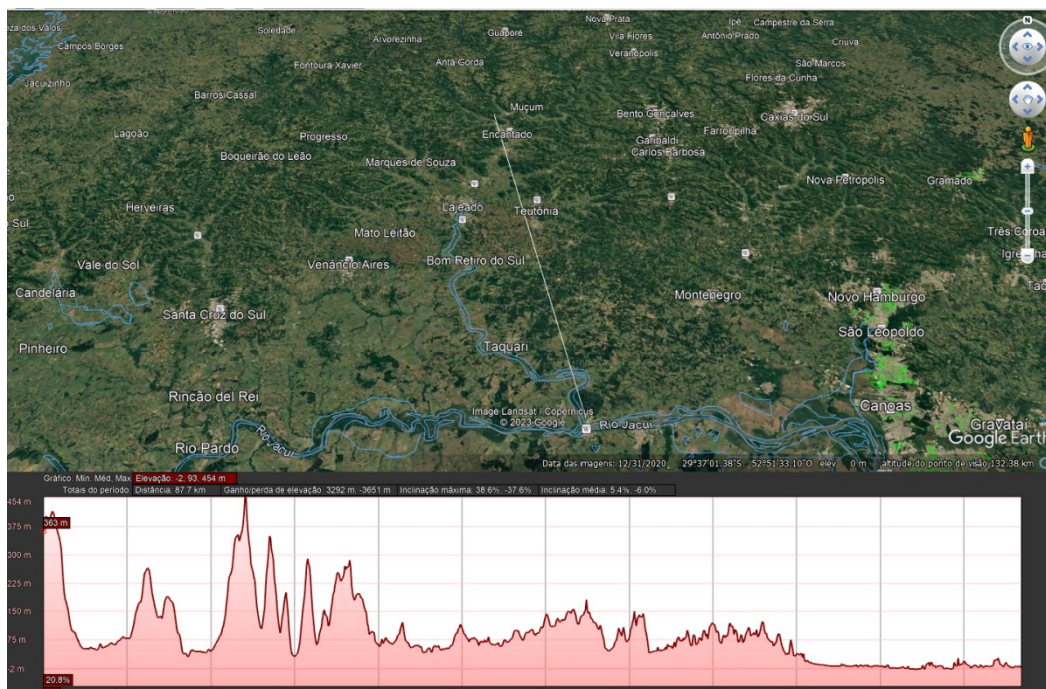 Nova Prata
Ipê
Campestre da Serra
eza dos Valos
Soledade
Guaporé
Vila Flores
Antônio Prado
Criúva
Campos Borges
Arvorezinha
Veranópolis
Anta Gorda
São Marcos
Fontoura Xavier
Flores da Cunha
Jacuizinho
Barros Cassal
Muçum
Bento Gonçalves
Caxias do Sul
Lagoão
Progresso
Encantado
Farroupilha
Garibaldi
Boqueirão do Leão
Marques de Souza
Carlos Barbosa
Nova Petrópolis
Gramado
Herveiras
Lajeado
Teutônia
o Sul
Mato Leitão
Três Coroa
Vale do Sol
Venâncio Aires
Bom Retiro do Sul
Igre nha
Candelária
Montenegro
Novo Hamburgo
Santa Cruz do Sul
São Leopoldo
Pinheiro
Taquari
Rincão del Rei
Image Landsat / Copernicus
© 2023 Google
Canoas
Rio Pardo
Rio Jacuí
Rio Jacuí
Gravataí
Google Earth
Data das imagens: 12/31/2020 29°37'01.38"S 52°51'33.10"O elev 0 m altitude do ponto de visão 132.38 km
Gráfico: Mín, Méd, Máx Elevação: -2, 93, 454 m
Totais do período: Distância: 87.7 km Ganho/perda de elevação: 3292 m, -3651 m Inclinação máxima: 38.6%, -37.6% Inclinação média: 5.4%, -6.0%
454 m
363 m
375 m
300 m
225 m
150 m
75 m
-2 m
20.8%